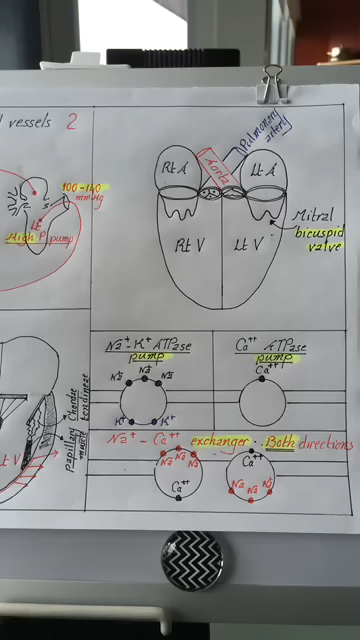 vessels 2
100-140
mmHg
Lt
High P pump
Lt V
Papillary muscle
Chordae tendineae
Pulmonary
artery
Aorta
Rt A
Lt A
Rt V
Lt V
Mitral
bicuspid
valve
Na+-K+ ATPase
pump
Na+ Na+ Na+
K+ K+
Ca++ ATPase
pump
Ca++
Na+ - Ca++ exchanger .. Both directions
Na+ Na+ Na+
Ca++
Ca++
Na+ Na+ Na+